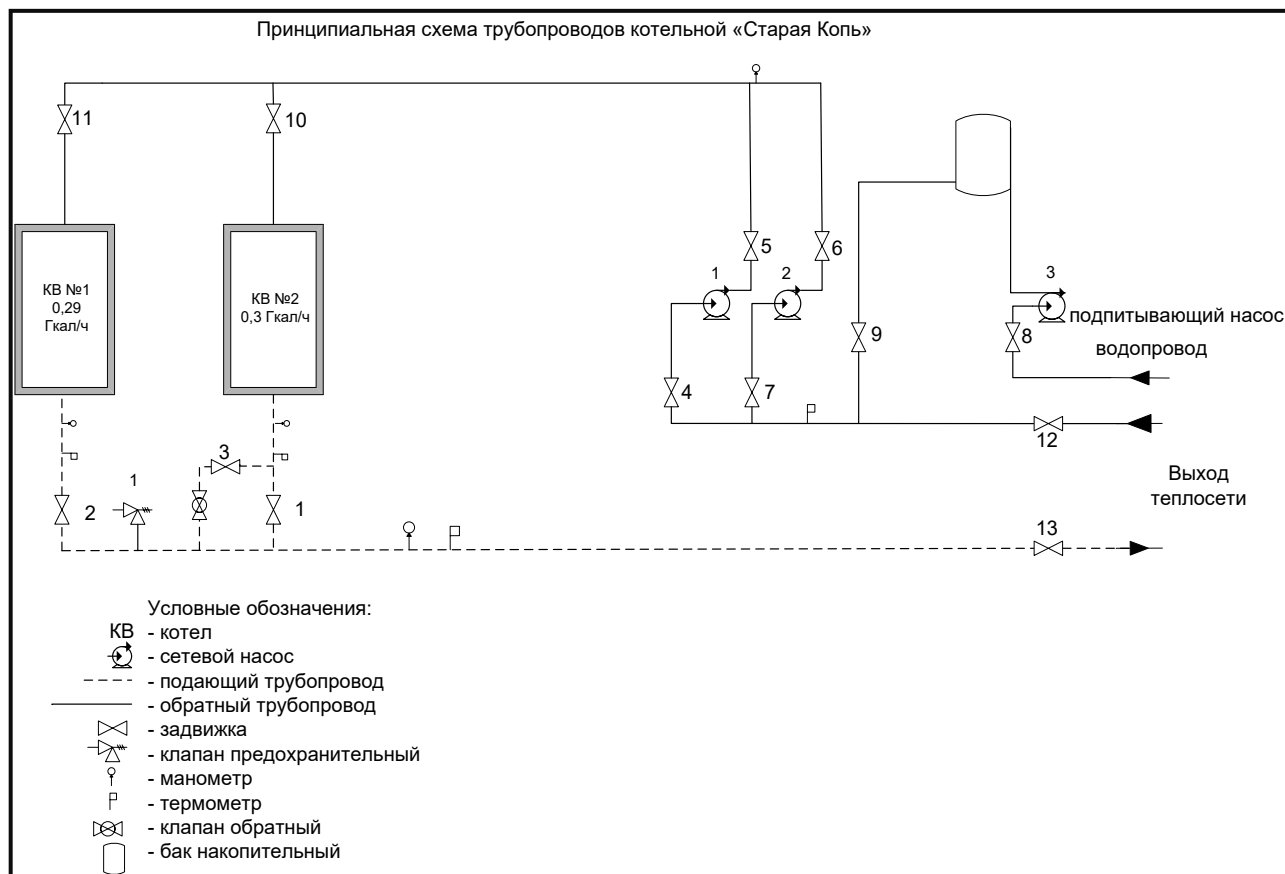 Принципиальная схема трубопроводов котельной «Старая Копь»
11
10
5
6
КВ №1
0,29
Гкал/ч
КВ №2
0,3 Гкал/ч
1
2
3
подпитывающий насос
9
8
водопровод
4
7
12
3
1
2
1
Выход
теплосети
13
Условные обозначения:
КВ - котел
- сетевой насос
- подающий трубопровод
- обратный трубопровод
- задвижка
- клапан предохранительный
- манометр
- термометр
- клапан обратный
- бак накопительный